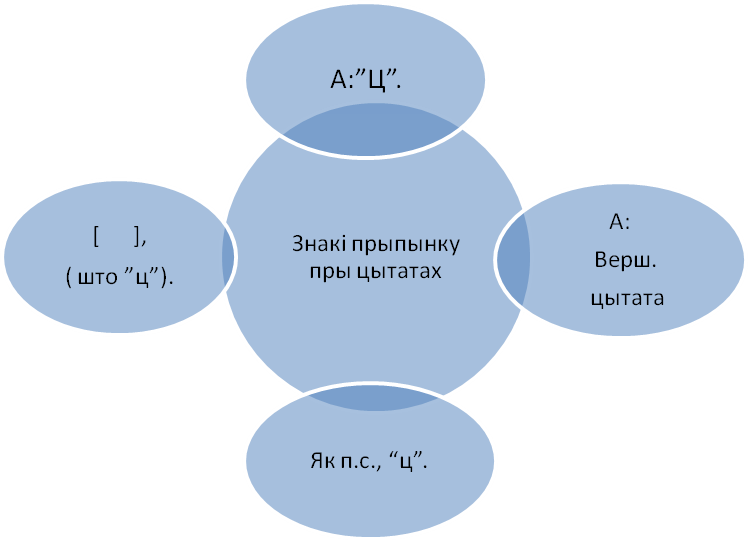 А:”Ц”.
[ ],
( што ”ц”).
Знакі прыпынку
пры цытатах
А:
Верш.
цытата
Як п.с., “ц”.